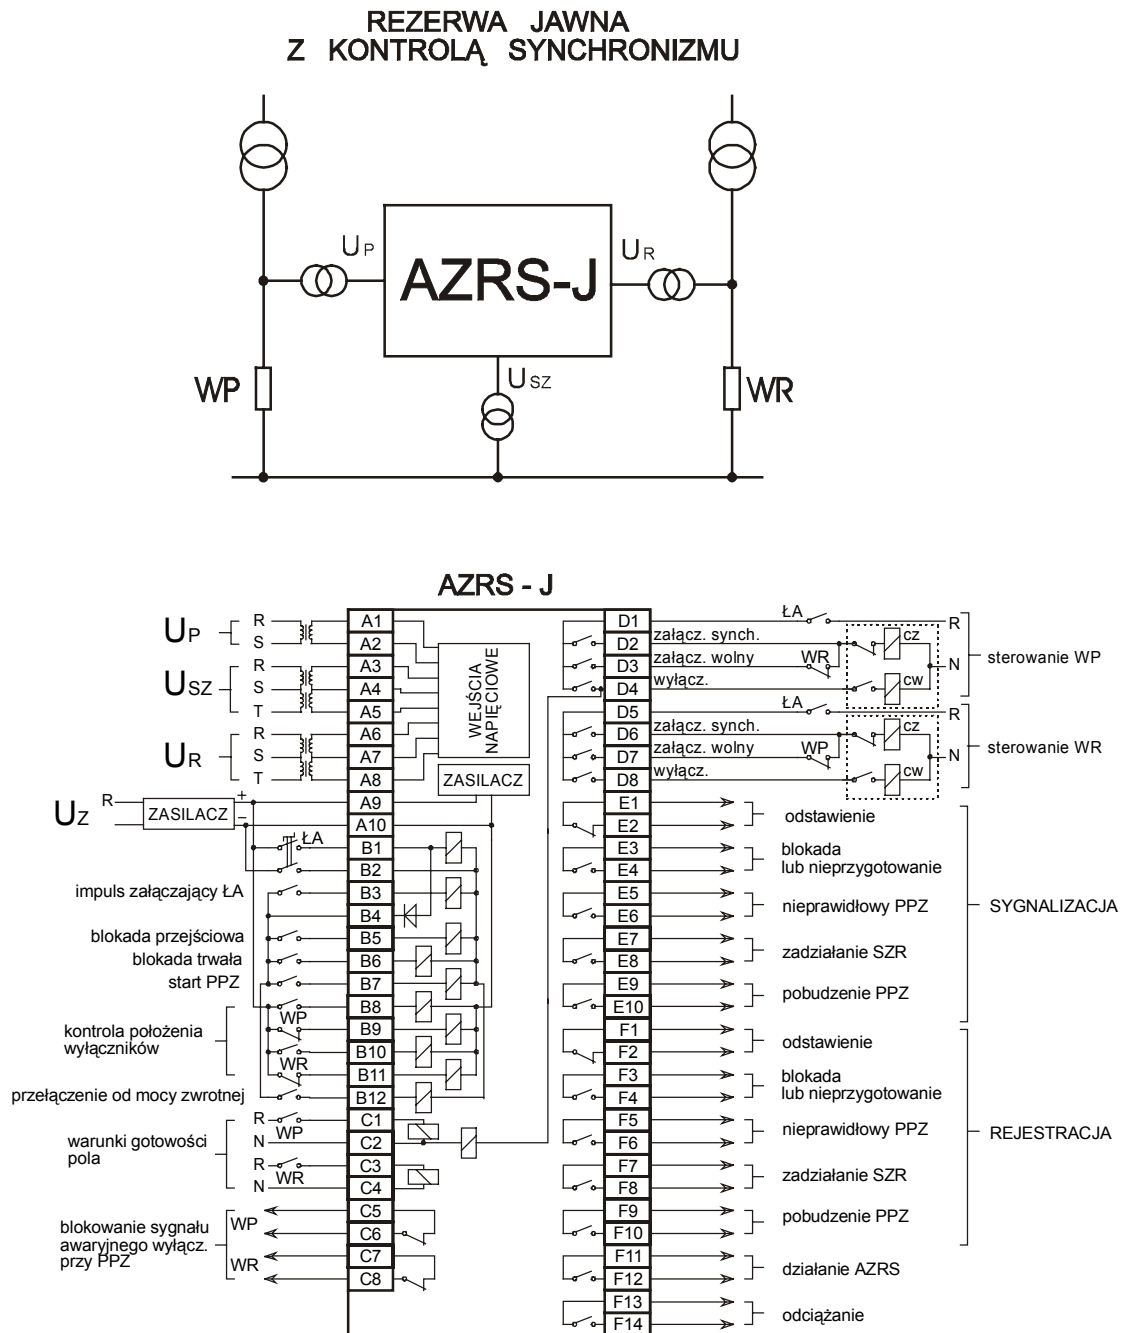 REZERWA JAWNA
Z KONTROLĄ SYNCHRONIZMU
UP
AZRS-J
UR
USZ
WP
WR
AZRS - J
UP
R
S
USZ
R
S
T
UR
R
S
T
UZ
R
ZASILACZ
+
–
ŁA
impuls załączający ŁA
blokada przejściowa
blokada trwała
start PPZ
kontrola położenia
wyłączników
WP
WR
przełączenie od mocy zwrotnej
warunki gotowości
pola
R
N
WP
R
N
WR
blokowanie sygnału
awaryjnego wyłącz.
przy PPZ
WP
WR
A1
A2
A3
A4
A5
A6
A7
A8
A9
A10
B1
B2
B3
B4
B5
B6
B7
B8
B9
B10
B11
B12
C1
C2
C3
C4
C5
C6
C7
C8
WEJŚCIA
NAPIĘCIOWE
ZASILACZ
D1
D2
D3
D4
D5
D6
D7
D8
E1
E2
E3
E4
E5
E6
E7
E8
E9
E10
F1
F2
F3
F4
F5
F6
F7
F8
F9
F10
F11
F12
F13
F14
ŁA
załącz. synch.
załącz. wolny
WR
wyłącz.
cz
cw
R
N
sterowanie WP
ŁA
załącz. synch.
załącz. wolny
WP
wyłącz.
cz
cw
R
N
sterowanie WR
odstawienie
blokada
lub nieprzygotowanie
nieprawidłowy PPZ
zadziałanie SZR
pobudzenie PPZ
SYGNALIZACJA
odstawienie
blokada
lub nieprzygotowanie
nieprawidłowy PPZ
zadziałanie SZR
pobudzenie PPZ
REJESTRACJA
działanie AZRS
odciążanie